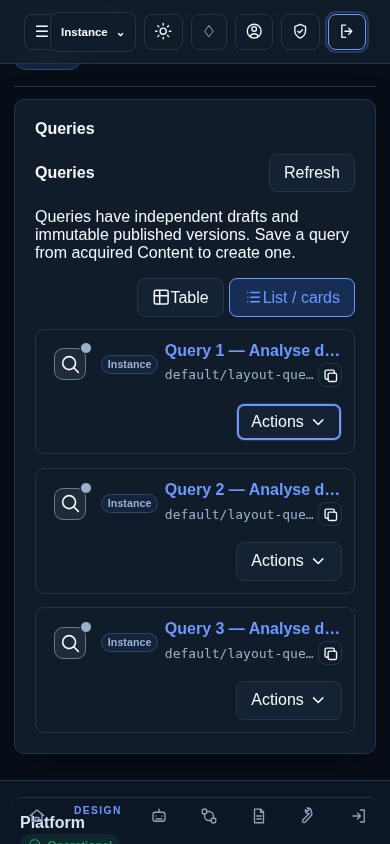 Instance
Queries
Queries
Refresh
Queries have independent drafts and
immutable published versions. Save a query
from acquired Content to create one.
Table
List / cards
Query 1 — Analyse d…
Instance
default/layout-que…
Actions
Query 2 — Analyse d…
Instance
default/layout-que…
Actions
Query 3 — Analyse d…
Instance
default/layout-que…
Actions
DESIGN
Platform
Operational